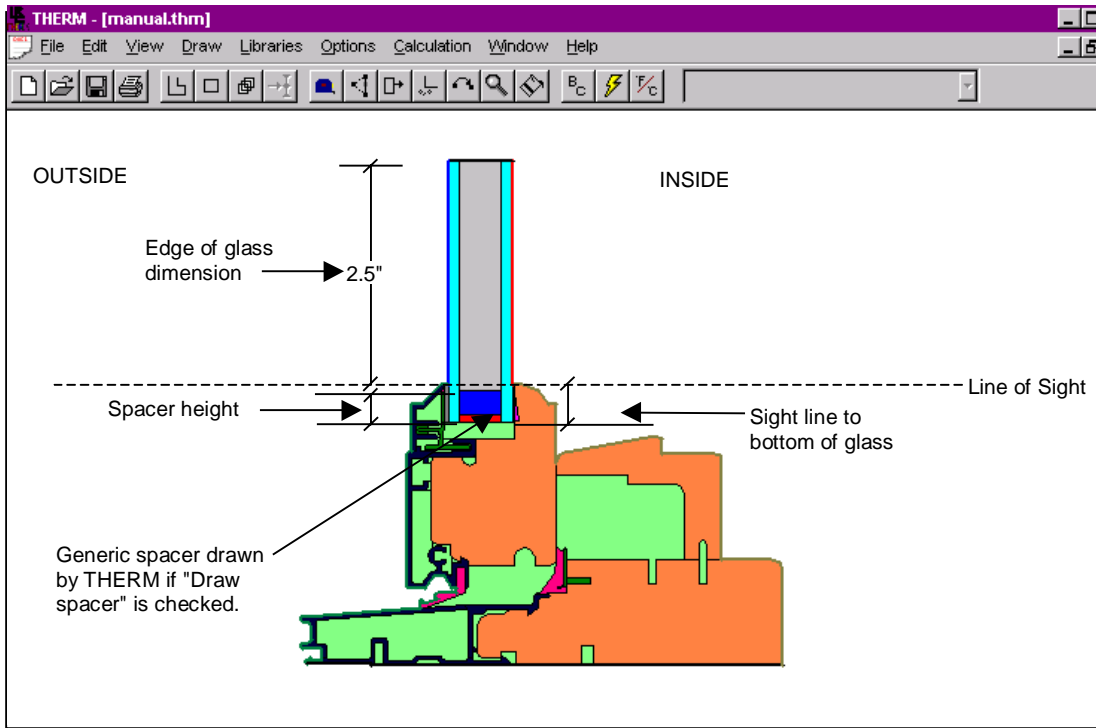 THERM - [manual.thm]
File Edit View Draw Libraries Options Calculation Window Help
BC °F/°C
OUTSIDE
INSIDE
Edge of glass
dimension
2.5"
Line of Sight
Spacer height
Sight line to
bottom of glass
Generic spacer drawn
by THERM if "Draw
spacer" is checked.